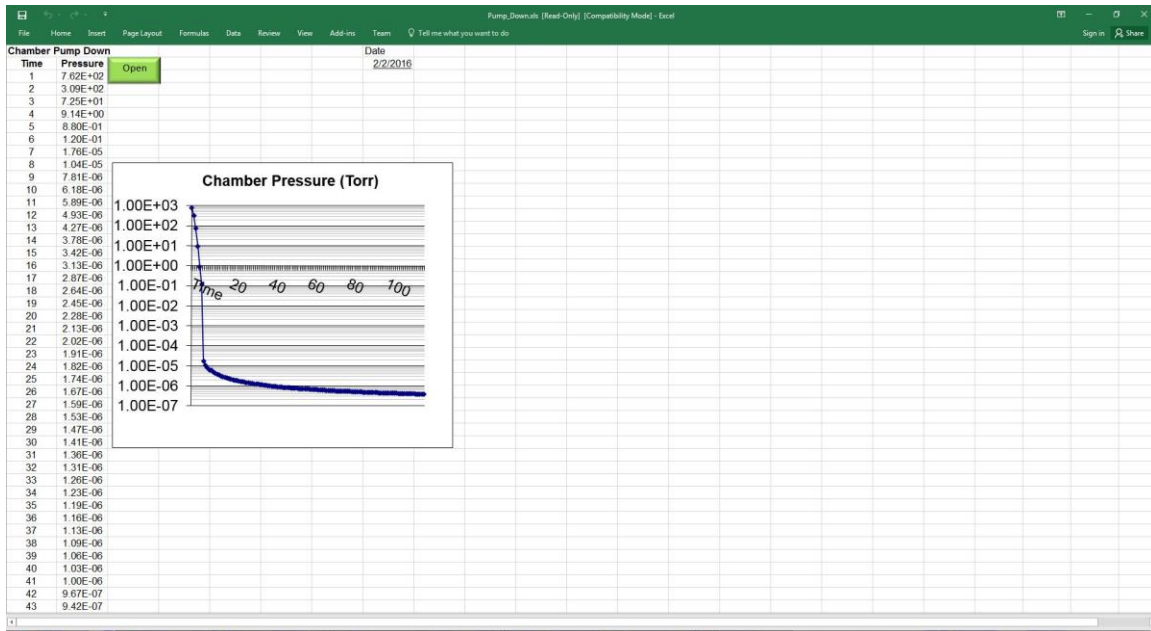 Pump_Down.xls [Read-Only] [Compatibility Mode] - Excel
File Home Insert Page Layout Formulas Data Review View Add-ins Team Tell me what you want to do Sign in Share
Chamber Pump Down Date
Time Pressure Open 2/2/2016
1 7.62E+02
2 3.09E+02
3 7.25E+01
4 9.14E+00
5 8.80E-01
6 1.20E-01
7 1.76E-05
8 1.04E-05
9 7.81E-06
10 6.18E-06
11 5.89E-06
12 4.93E-06
13 4.27E-06
14 3.78E-06
15 3.42E-06
16 3.13E-06
17 2.87E-06
18 2.64E-06
19 2.45E-06
20 2.28E-06
21 2.13E-06
22 2.02E-06
23 1.91E-06
24 1.82E-06
25 1.74E-06
26 1.67E-06
27 1.59E-06
28 1.53E-06
29 1.47E-06
30 1.41E-06
31 1.36E-06
32 1.31E-06
33 1.26E-06
34 1.23E-06
35 1.19E-06
36 1.16E-06
37 1.13E-06
38 1.09E-06
39 1.06E-06
40 1.03E-06
41 1.00E-06
42 9.67E-07
43 9.42E-07
Chamber Pressure (Torr)
1.00E+03
1.00E+02
1.00E+01
1.00E+00
1.00E-01
1.00E-02
1.00E-03
1.00E-04
1.00E-05
1.00E-06
1.00E-07
Time 20 40 60 80 100